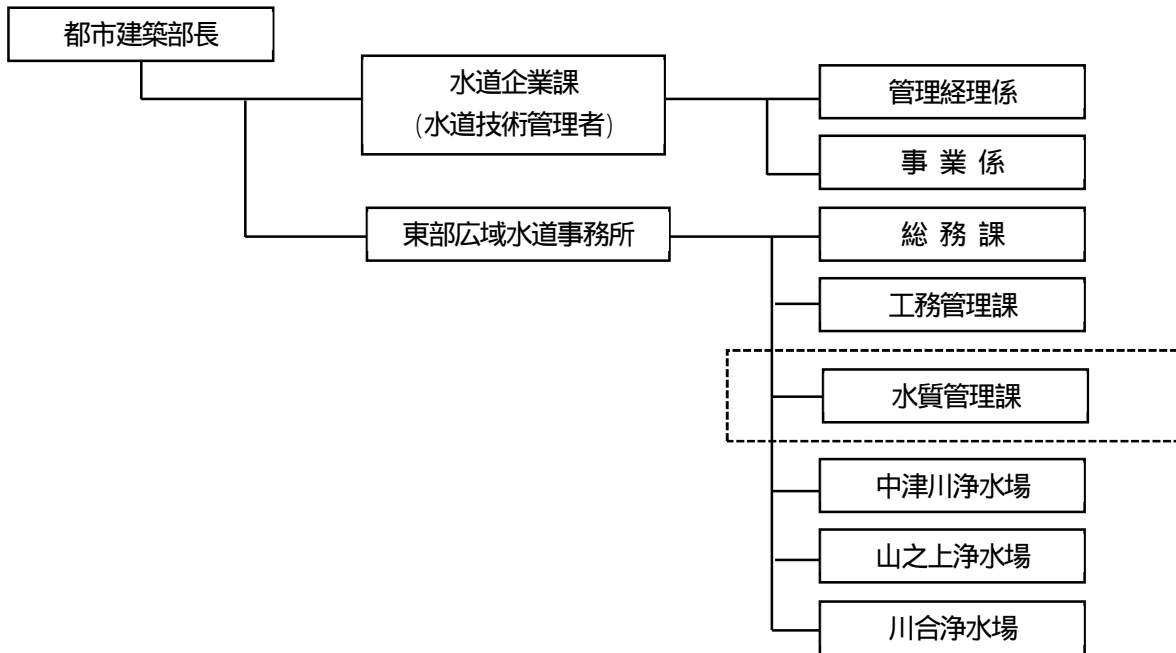 都市建築部長
水道企業課
(水道技術管理者)
管理経理係
事 業 係
東部広域水道事務所
総 務 課
工務管理課
水質管理課
中津川浄水場
山之上浄水場
川合浄水場